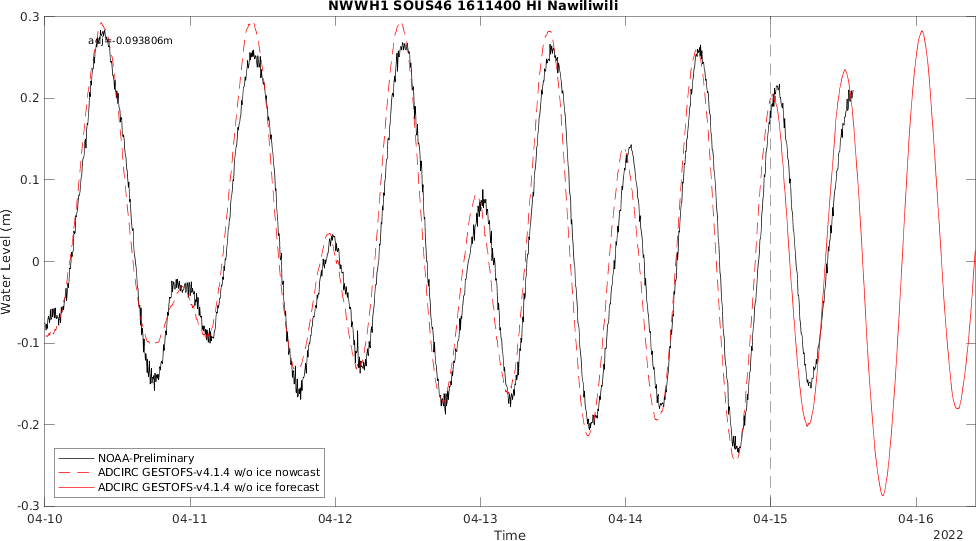 NWWH1 SOUS46 1611400 HI Nawiliwili
0.3
adj=-0.093806m
0.2
0.1
0
-0.1
-0.2
-0.3
Water Level (m)
NOAA-Preliminary
ADCIRC GESTOFS-v4.1.4 w/o ice nowcast
ADCIRC GESTOFS-v4.1.4 w/o ice forecast
04-10 04-11 04-12 04-13 04-14 04-15 04-16
Time
2022